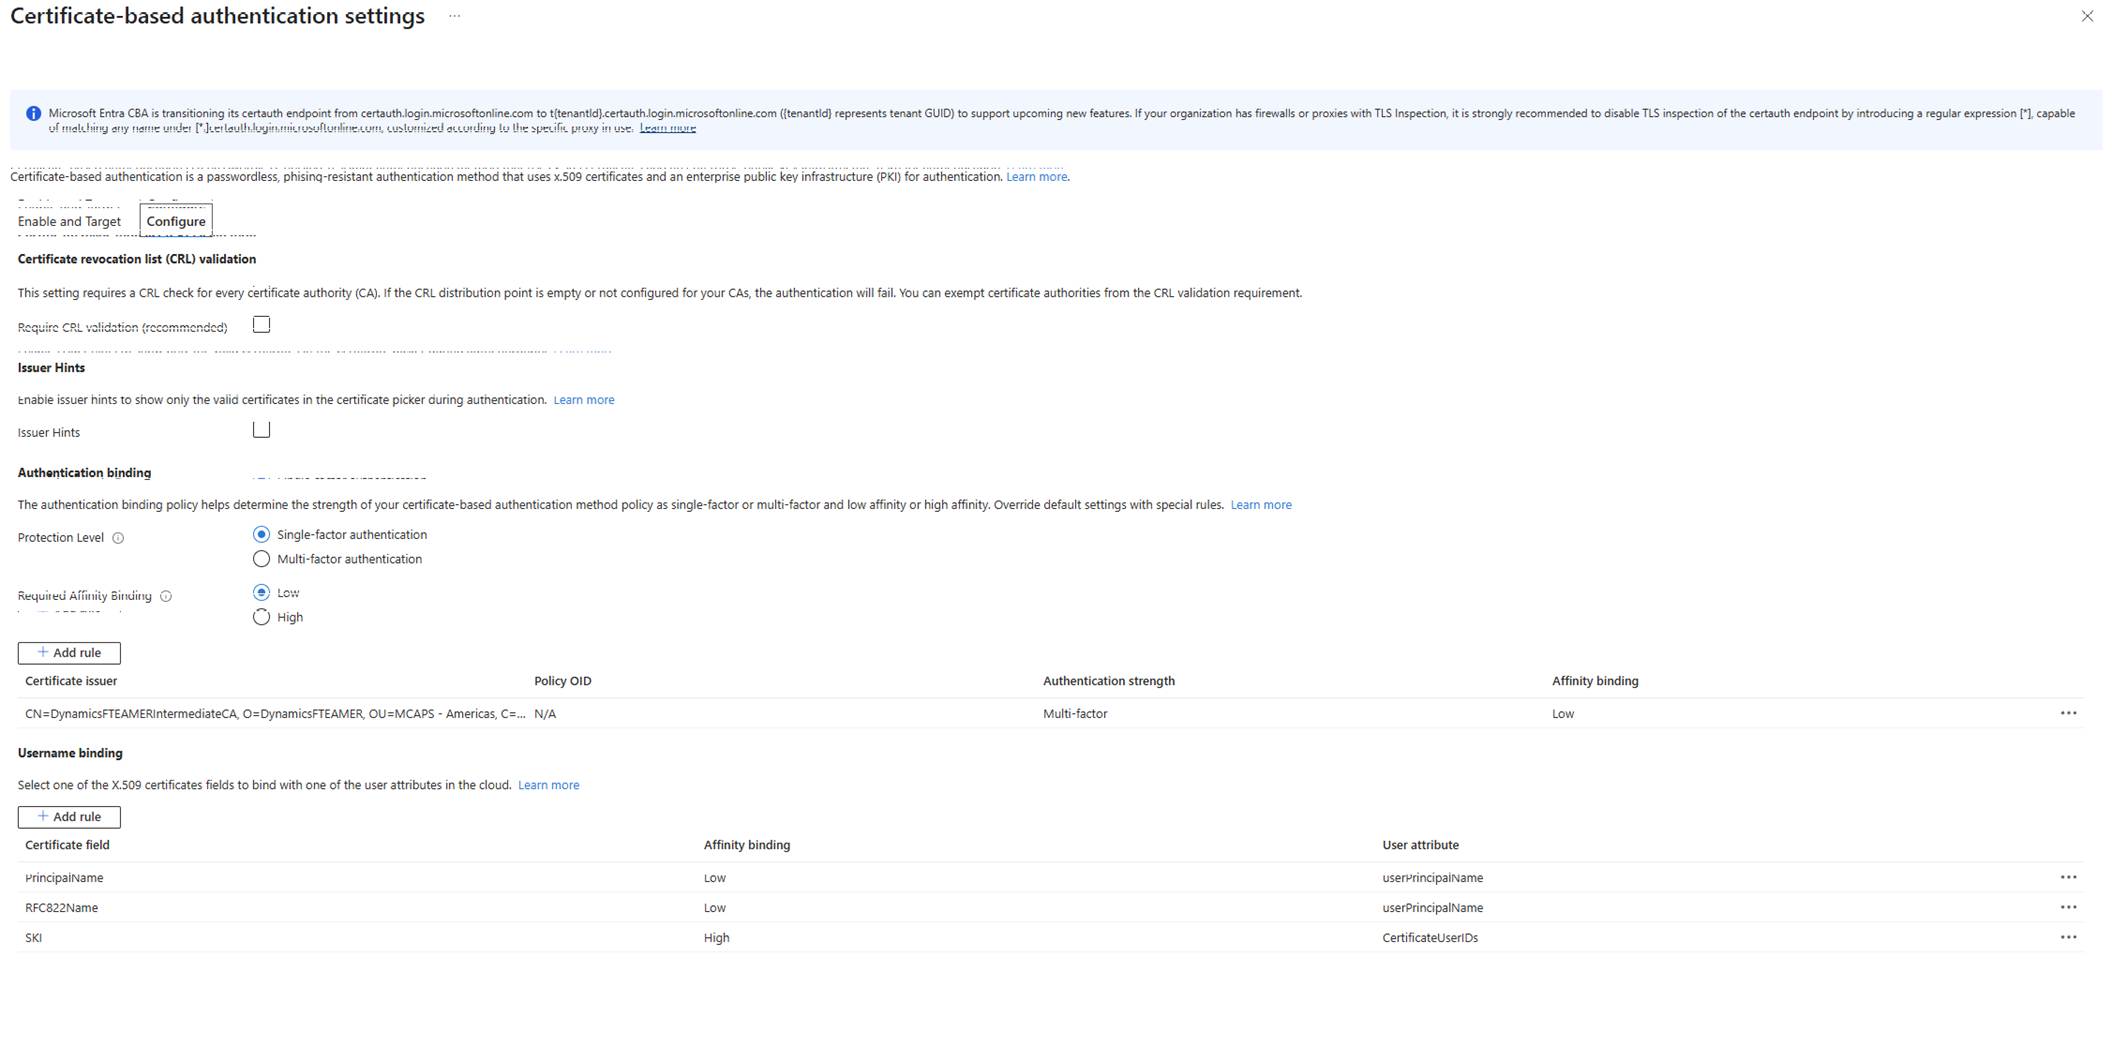 Certificate-based authentication settings ...
Microsoft Entra CBA is transitioning its certauth endpoint from certauth.login.microsoftonline.com to t{tenantId}.certauth.login.microsoftonline.com ({tenantId} represents tenant GUID) to support upcoming new features. If your organization has firewalls or proxies with TLS Inspection, it is strongly recommended to disable TLS inspection of the certauth endpoint by introducing a regular expression [*], capable
of matching any name under [*.]certauth.login.microsoftonline.com, customized according to the specific proxy in use. Learn more
Certificate-based authentication is a passwordless, phising-resistant authentication method that uses x.509 certificates and an enterprise public key infrastructure (PKI) for authentication. Learn more.
Enable and Target Configure
Certificate revocation list (CRL) validation
This setting requires a CRL check for every certificate authority (CA). If the CRL distribution point is empty or not configured for your CAs, the authentication will fail. You can exempt certificate authorities from the CRL validation requirement.
Require CRL validation (recommended)
Issuer Hints
Enable issuer hints to show only the valid certificates in the certificate picker during authentication. Learn more
Issuer Hints
Authentication binding
The authentication binding policy helps determine the strength of your certificate-based authentication method policy as single-factor or multi-factor and low affinity or high affinity. Override default settings with special rules. Learn more
Protection Level Single-factor authentication
Multi-factor authentication
Required Affinity Binding Low
High
+ Add rule
Certificate issuer Policy OID Authentication strength Affinity binding
CN=DynamicsFTEAMERIntermediateCA, O=DynamicsFTEAMER, OU=MCAPS - Americas, C=... N/A Multi-factor Low ...
Username binding
Select one of the X.509 certificates fields to bind with one of the user attributes in the cloud. Learn more
+ Add rule
Certificate field Affinity binding User attribute
PrincipalName Low userPrincipalName ...
RFC822Name Low userPrincipalName ...
SKI High CertificateUserIDs ...